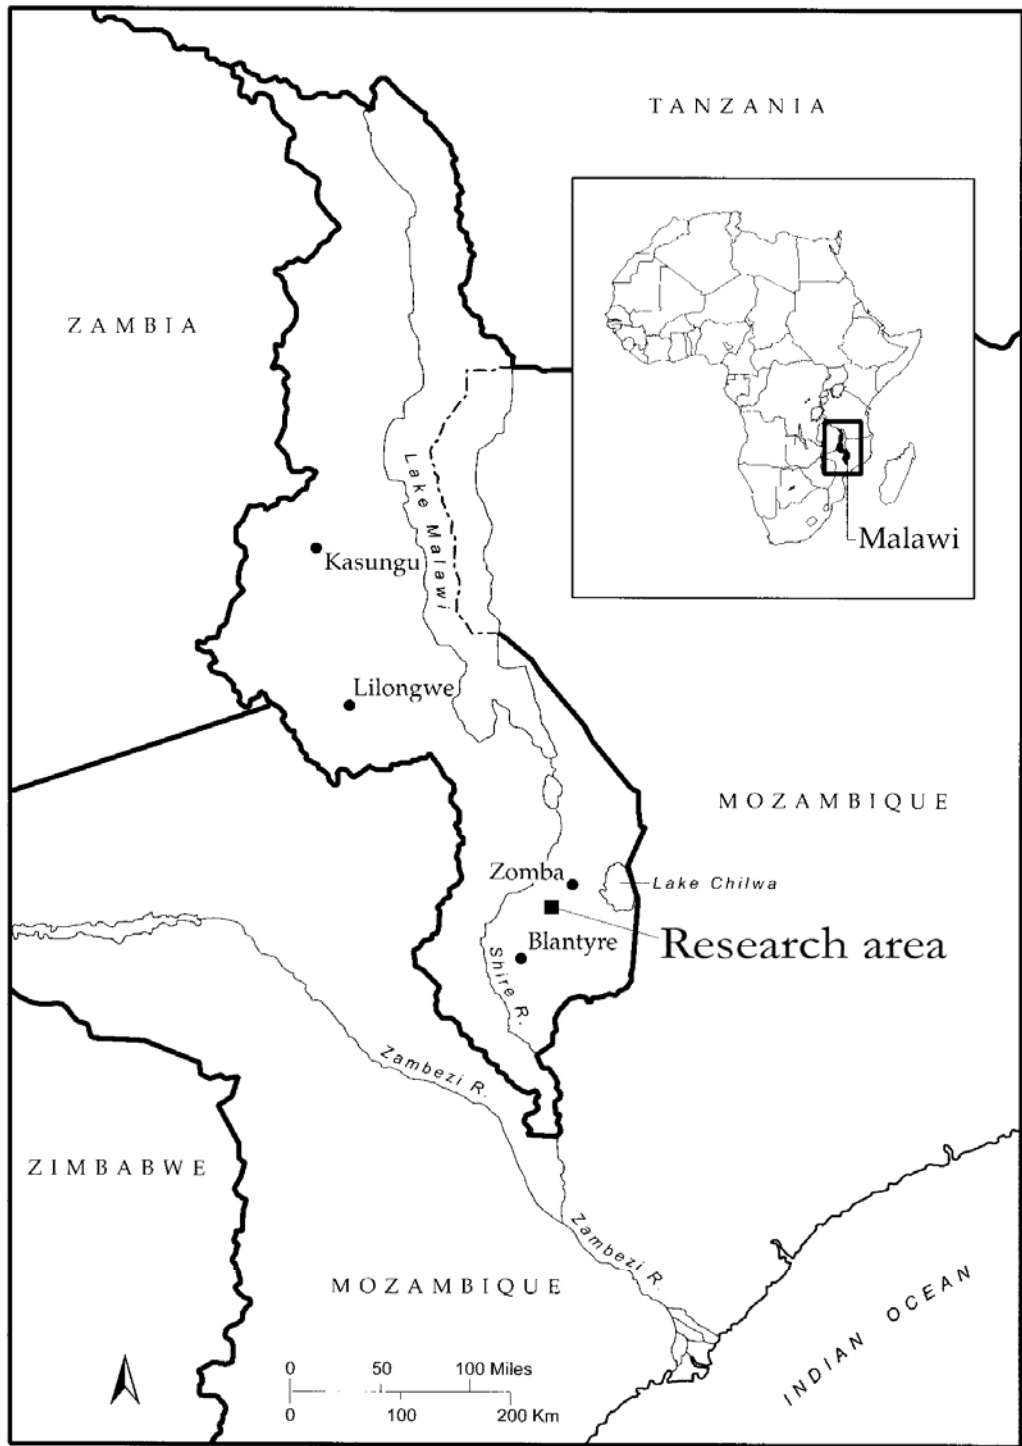 TANZANIA
ZAMBIA
Lake Malawi
Malawi
Kasungu
Lilongwe
MOZAMBIQUE
Zomba
Lake Chilwa
Research area
Blantyre
Shire R.
Zambezi R.
ZIMBABWE
Zambezi R.
MOZAMBIQUE
INDIAN OCEAN
0 50 100 Miles
0 100 200 Km